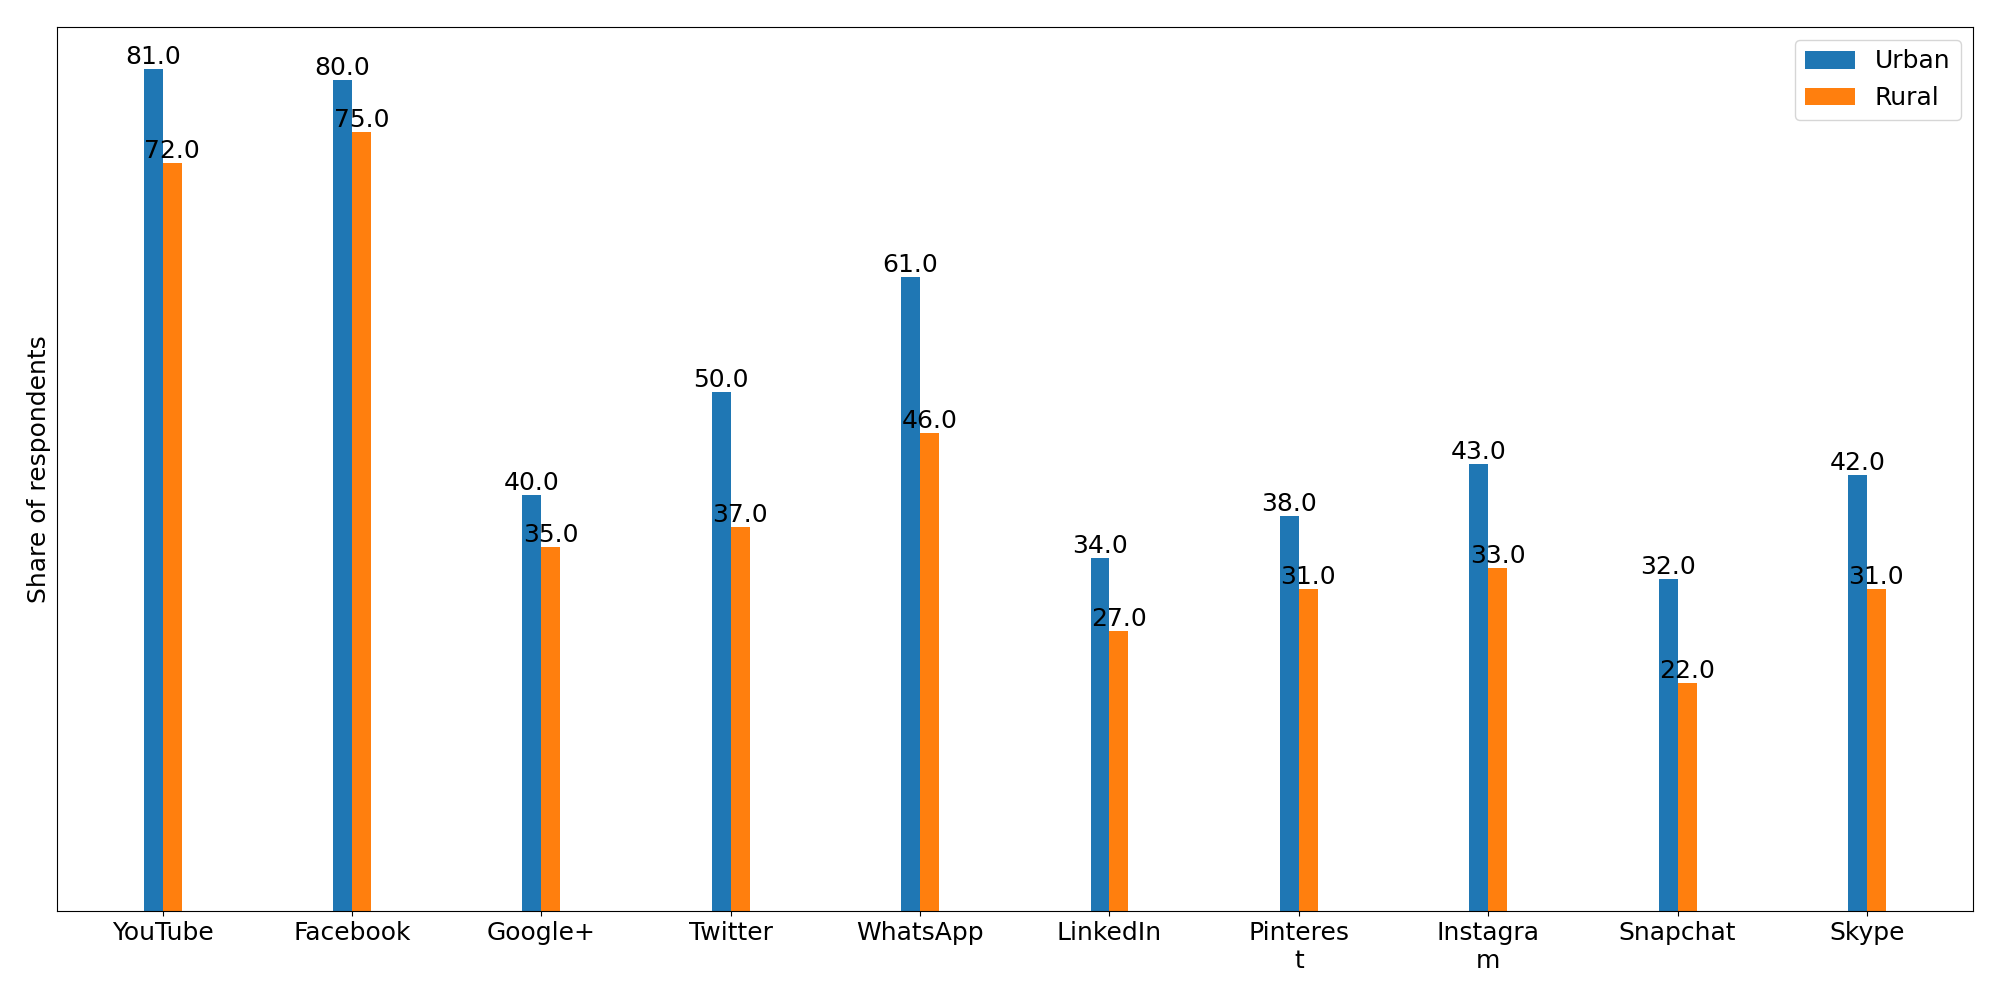 Urban
Rural
Share of respondents
81.0
72.0
80.0
75.0
40.0
35.0
50.0
37.0
61.0
46.0
34.0
27.0
38.0
31.0
43.0
33.0
32.0
22.0
42.0
31.0
YouTube
Facebook
Google+
Twitter
WhatsApp
LinkedIn
Pinteres
t
Instagra
m
Snapchat
Skype